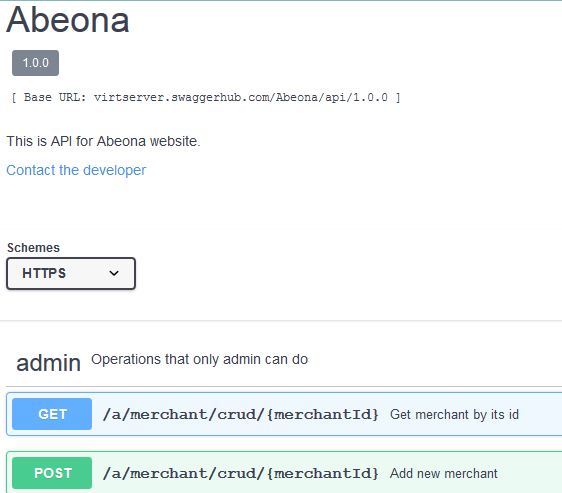 Abeona
1.0.0
[ Base URL: virtserver.swaggerhub.com/Abeona/api/1.0.0 ]
This is API for Abeona website.
Contact the developer
Schemes
HTTPS
admin Operations that only admin can do
GET /a/merchant/crud/{merchantId} Get merchant by its id
POST /a/merchant/crud/{merchantId} Add new merchant